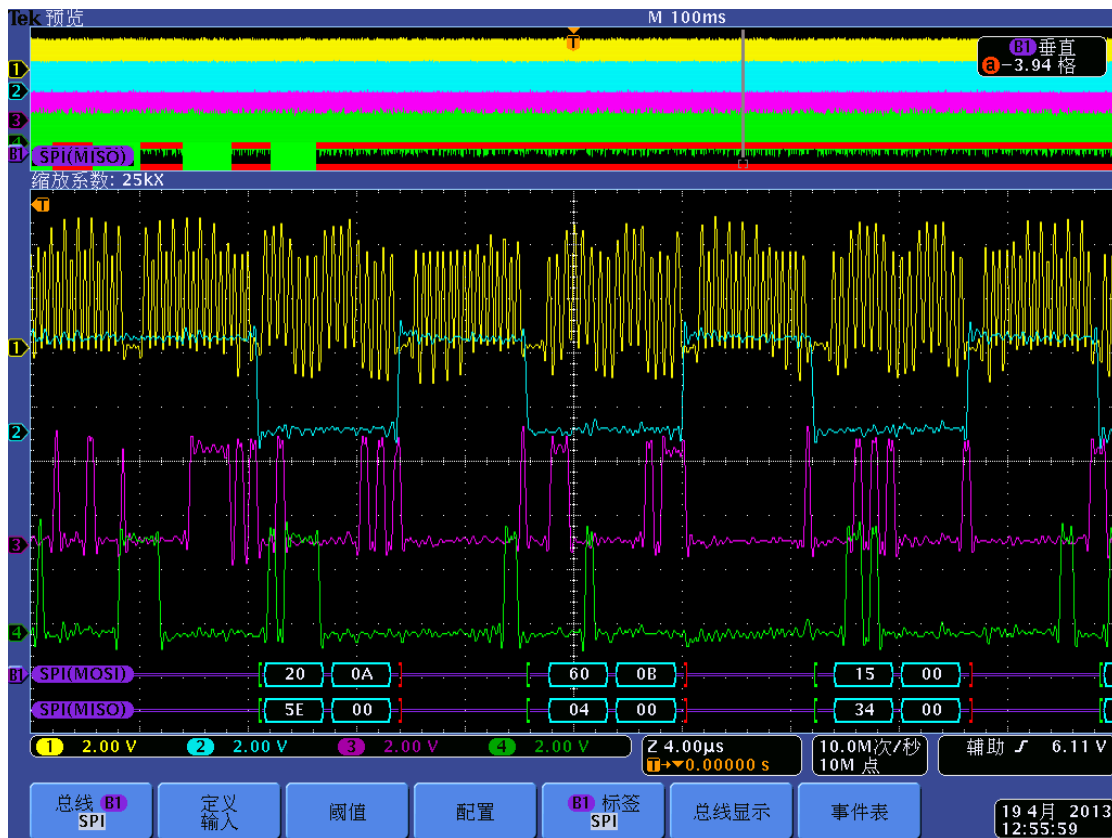 Tek 预览 M 100ms
T
B1 垂直
a -3.94 格
1
2
3
4
B1 SPI(MISO)
缩放系数: 25kX
T
1
2
3
4
B1 SPI(MOSI) 20 0A 60 0B 15 00
SPI(MISO) 5E 00 04 00 34 00
1 2.00 V 2 2.00 V 3 2.00 V 4 2.00 V
Z 4.00µs
T→▼0.00000 s
10.0M次/秒
10M 点
辅助 ƒ 6.11 V
总线 B1
SPI
定义
输入
阈值
配置
B1 标签
SPI
总线显示
事件表
19 4月 2013
12:55:59